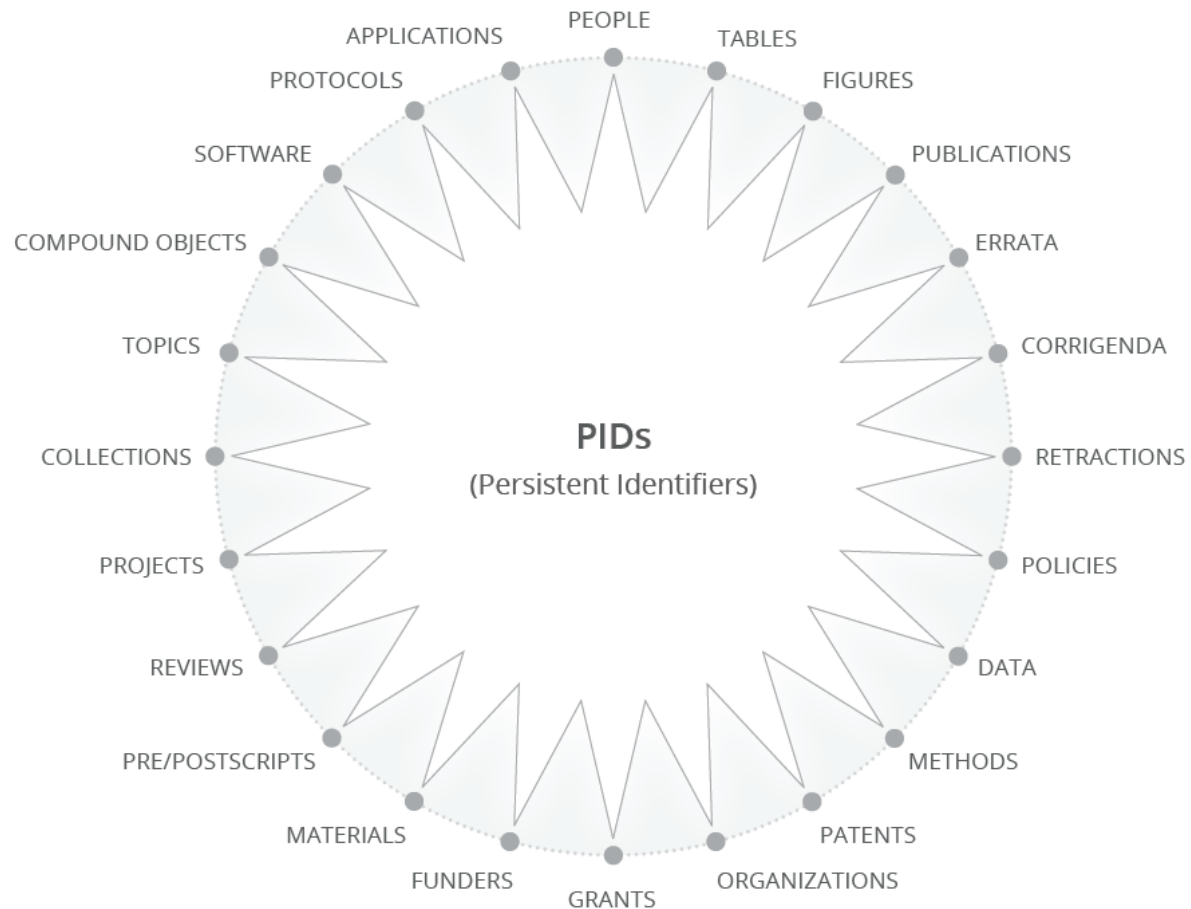 PEOPLE
TABLES
FIGURES
PUBLICATIONS
ERRATA
CORRIGENDA
RETRACTIONS
POLICIES
DATA
METHODS
PATENTS
ORGANIZATIONS
GRANTS
FUNDERS
MATERIALS
PRE/POSTSCRIPTS
REVIEWS
PROJECTS
COLLECTIONS
TOPICS
COMPOUND OBJECTS
SOFTWARE
PROTOCOLS
APPLICATIONS
PIDs
(Persistent Identifiers)